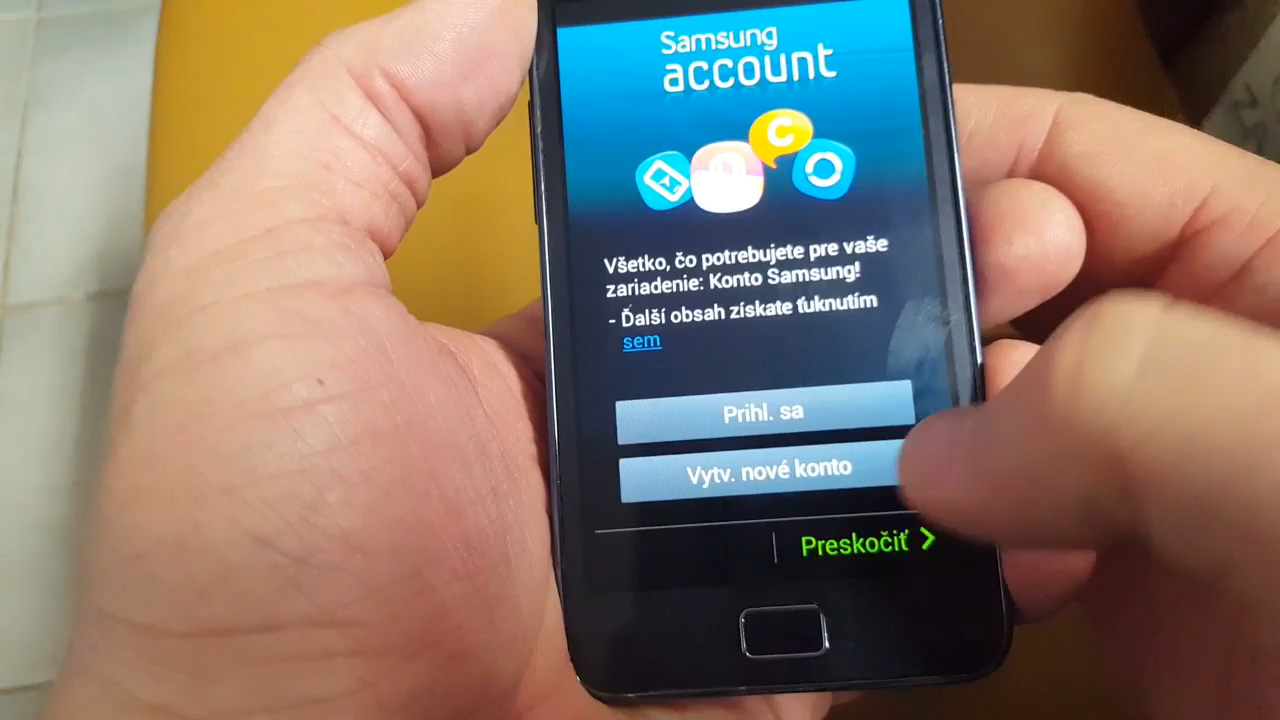 Samsung
account
C
Všetko, čo potrebujete pre vaše
zariadenie: Konto Samsung!
- Ďalší obsah získate ťuknutím
sem
Prihl. sa
Vytv. nové konto
Preskočiť